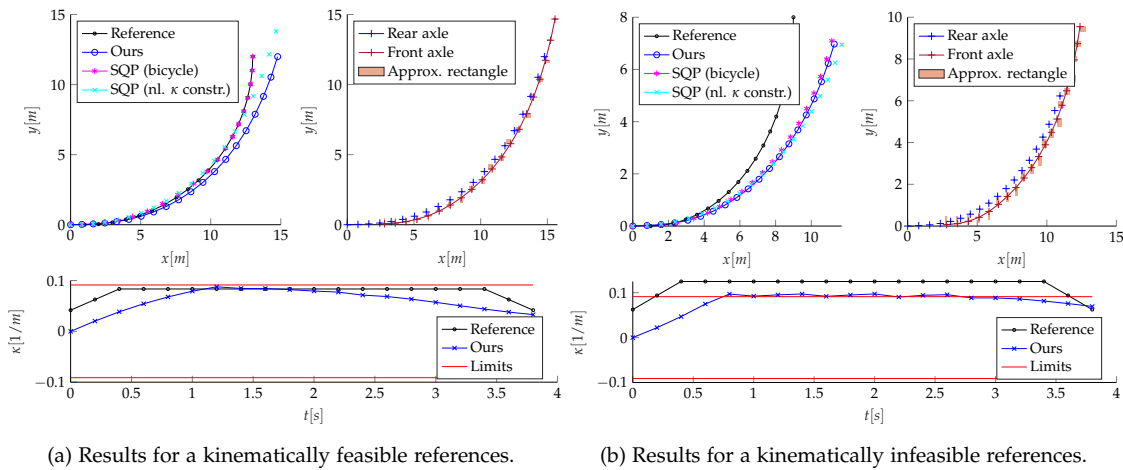 15
10
5
0
y[m]
0
5
10
15
x[m]
Reference
Ours
SQP (bicycle)
SQP (nl. κ constr.)
15
10
5
0
y[m]
0
5
10
15
x[m]
Rear axle
Front axle
Approx. rectangle
8
6
4
2
0
y[m]
0
2
4
6
8
10
x[m]
Reference
Ours
SQP (bicycle)
SQP (nl. κ constr.)
10
8
6
4
2
0
y[m]
0
5
10
15
x[m]
Rear axle
Front axle
Approx. rectangle
0.1
−0.1
κ[1/m]
0
0.5
1
1.5
2
2.5
3
3.5
4
t[s]
Reference
Ours
Limits
0.1
−0.1
κ[1/m]
0
0.5
1
1.5
2
2.5
3
3.5
4
t[s]
Reference
Ours
Limits
(a) Results for a kinematically feasible references.
(b) Results for a kinematically infeasible references.